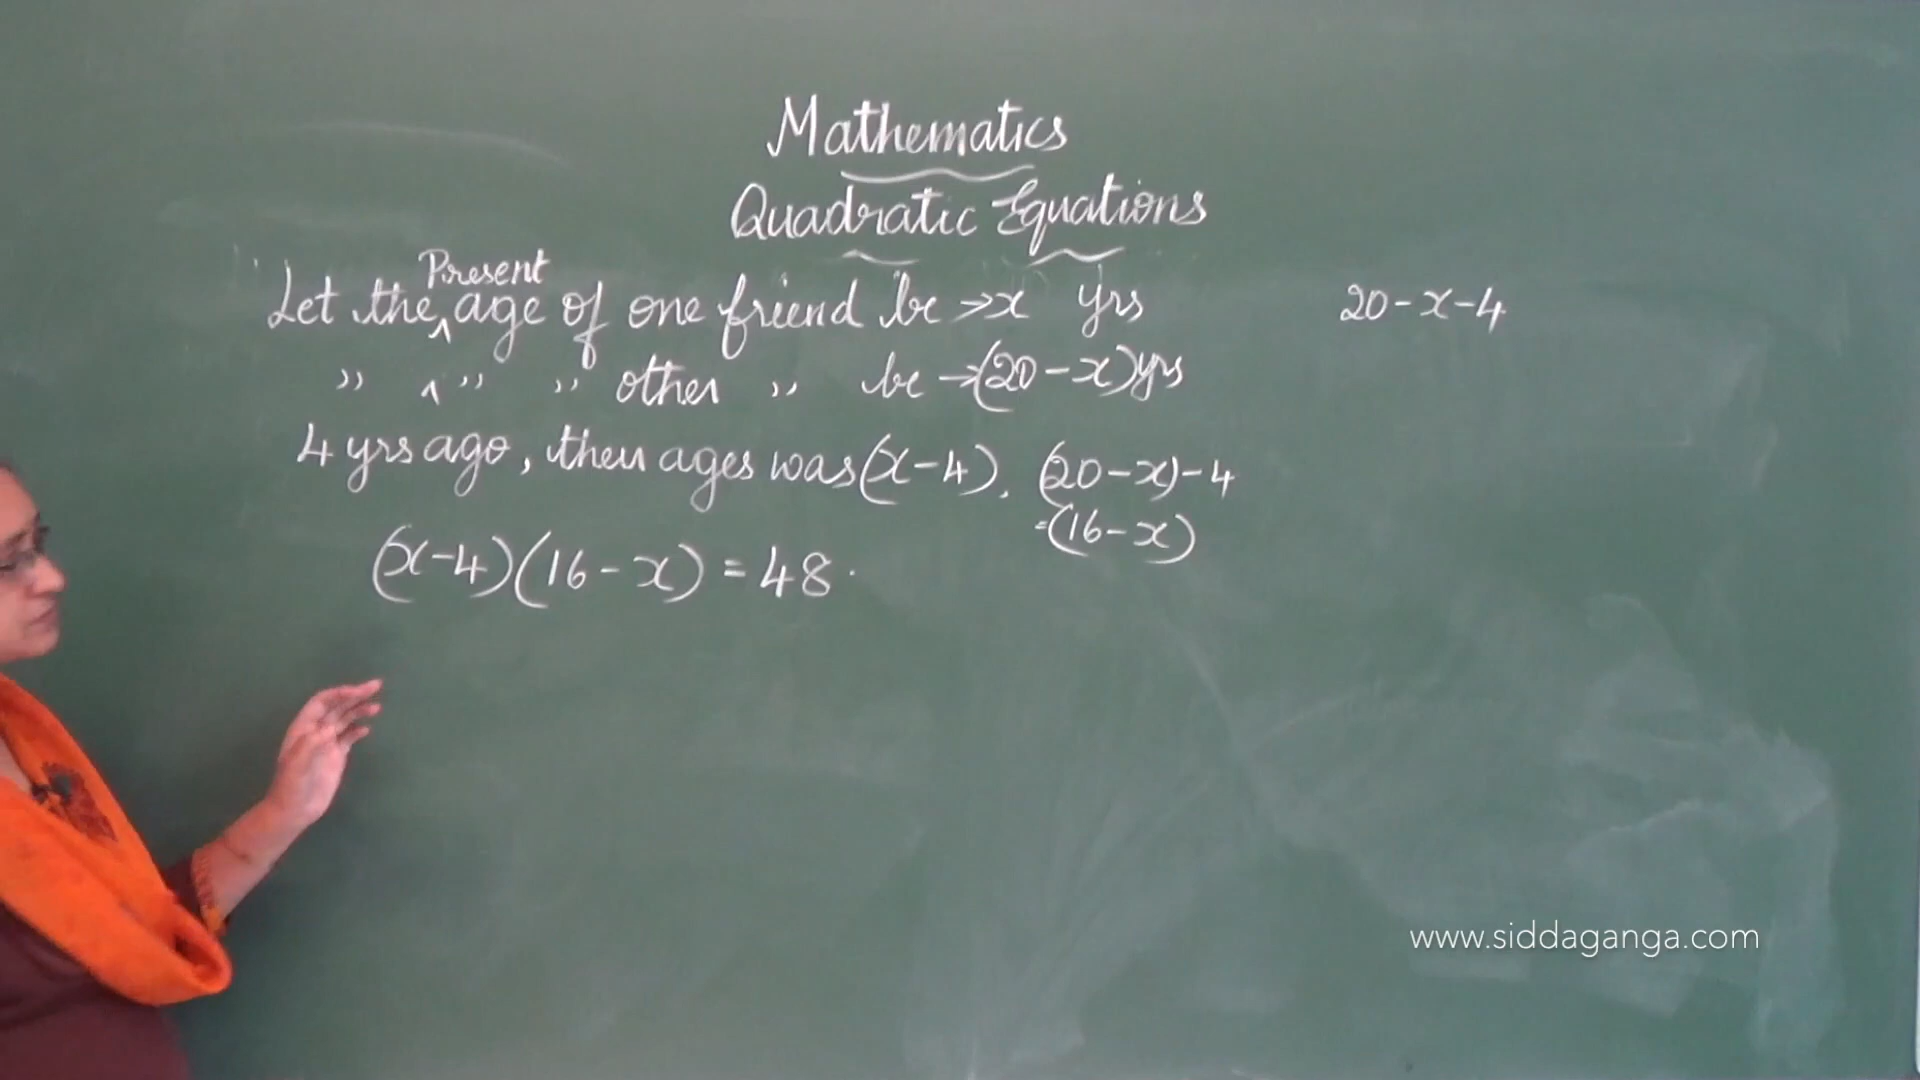 Mathematics
Quadratic Equations
Let the Present age of one friend be → x yrs
20 - x - 4
” ” ” other ” be → (20 - x) yrs
4 yrs ago, their ages was (x - 4), (20 - x) - 4
= (16 - x)
(x - 4)(16 - x) = 48.
www.siddaganga.com